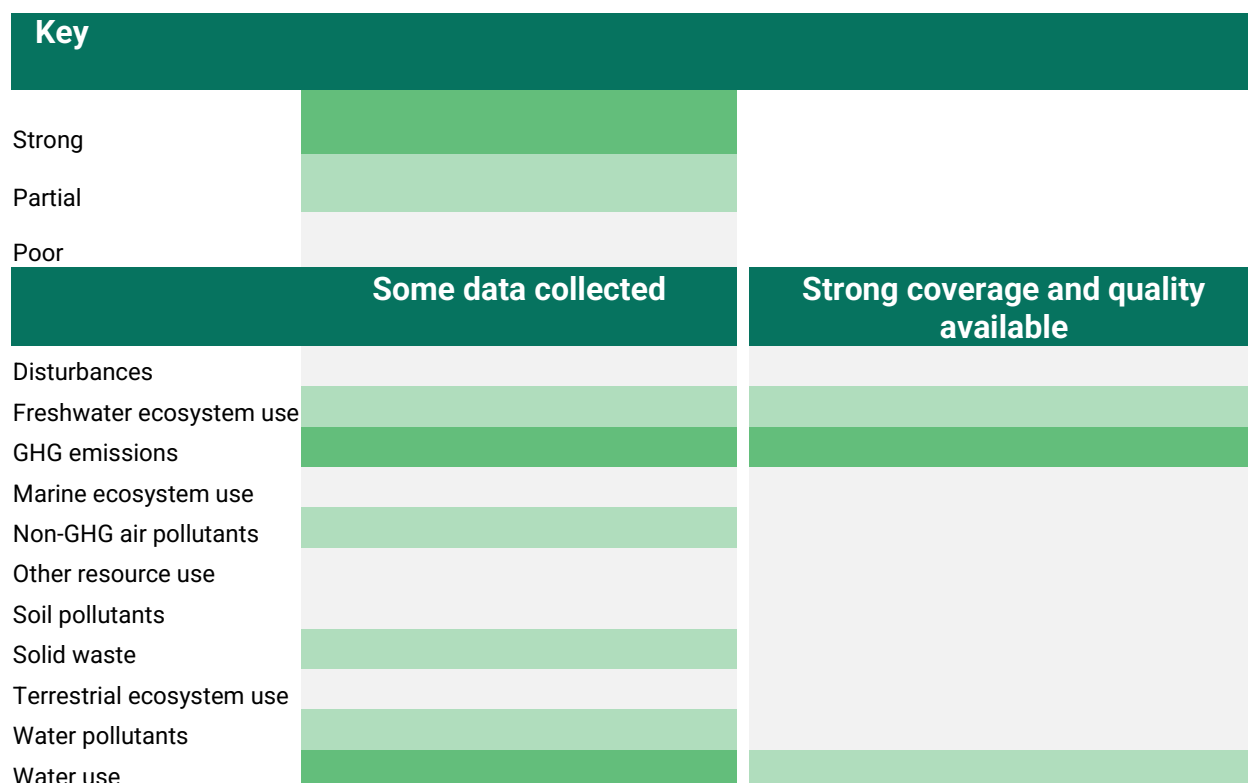 Key
Strong
Partial
Poor
Some data collected
Strong coverage and quality
available
Disturbances
Freshwater ecosystem use
GHG emissions
Marine ecosystem use
Non-GHG air pollutants
Other resource use
Soil pollutants
Solid waste
Terrestrial ecosystem use
Water pollutants
Water use